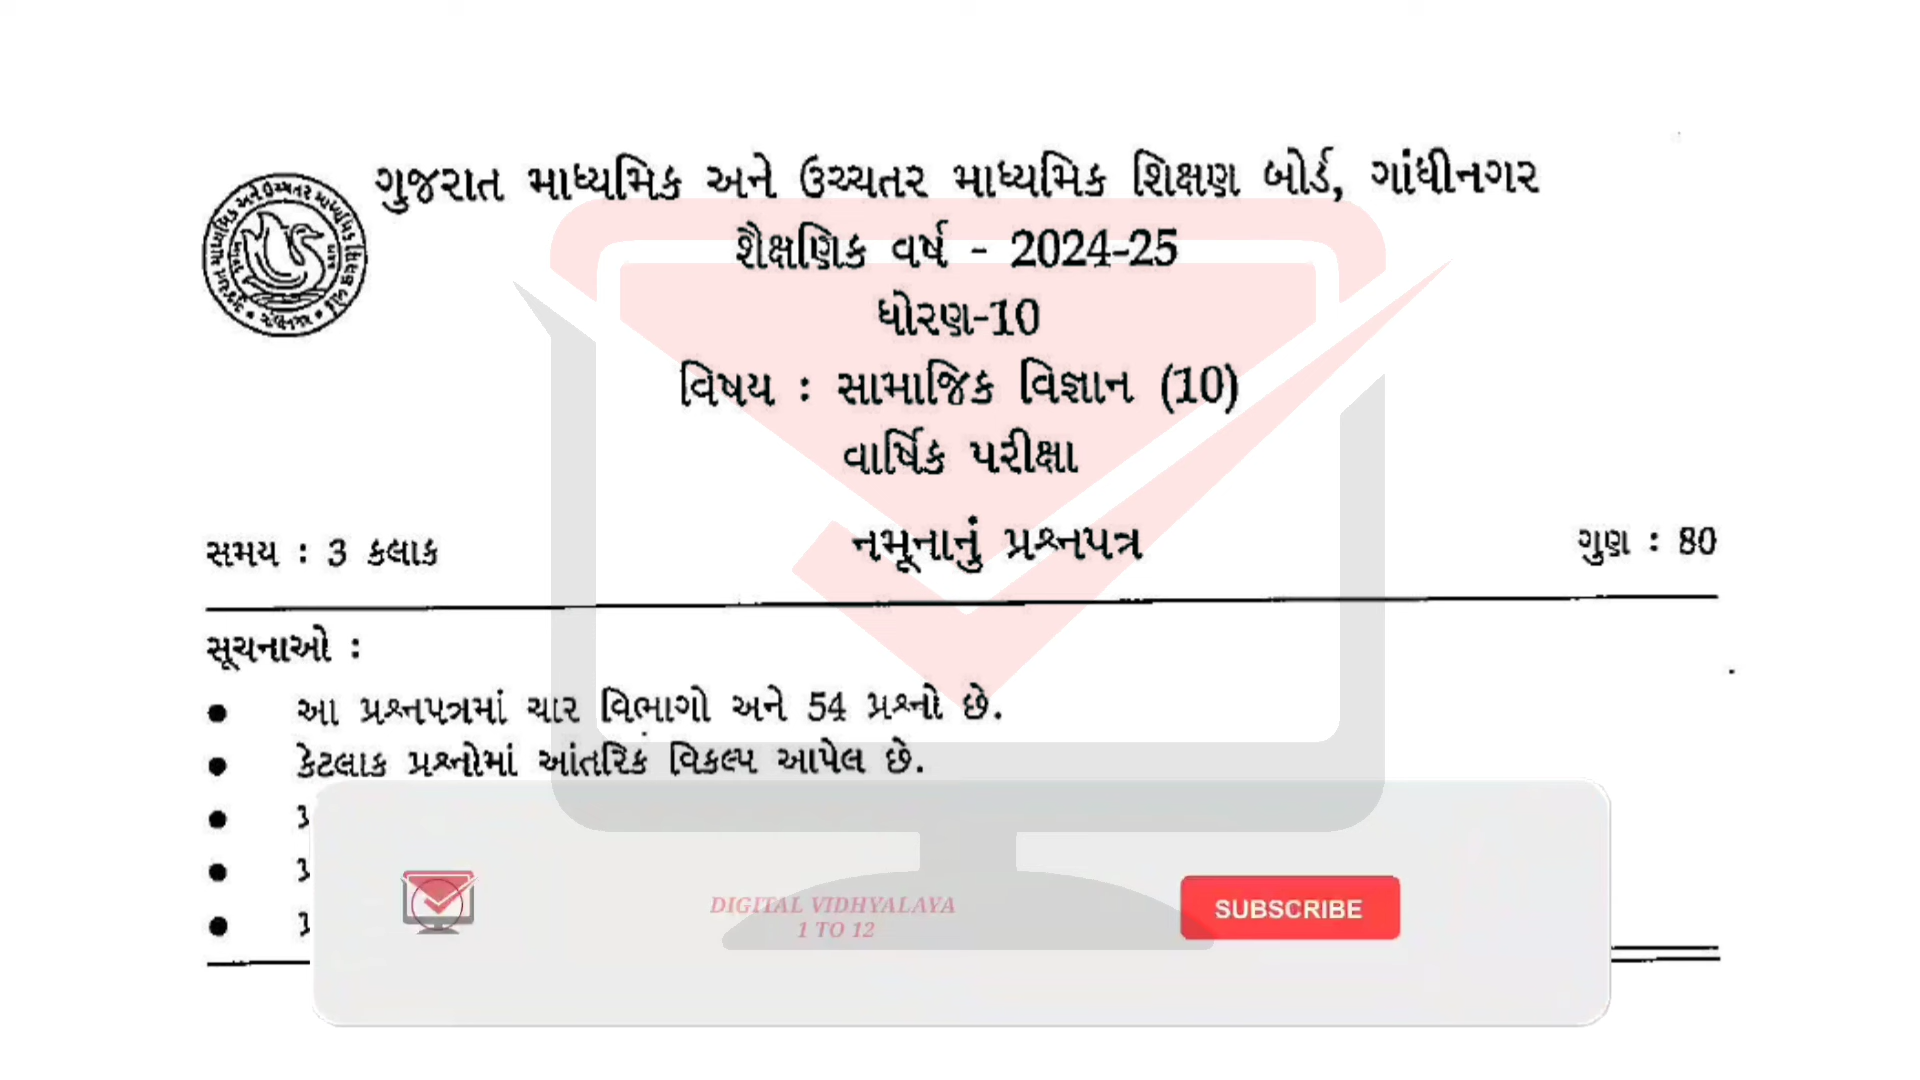 ગુજરાત માધ્યમિક અને ઉચ્ચતર માધ્યમિક શિક્ષણ બોર્ડ, ગાંધીનગર
શૈક્ષણિક વર્ષ - 2024-25
ધોરણ-10
વિષય : સામાજિક વિજ્ઞાન (10)
વાર્ષિક પરીક્ષા
સમય : 3 કલાક નમૂનાનું પ્રશ્નપત્ર ગુણ : 80
સૂચનાઓ :
● આ પ્રશ્નપત્રમાં ચાર વિભાગો અને 54 પ્રશ્નો છે.
● કેટલાક પ્રશ્નોમાં આંતરિક વિકલ્પ આપેલ છે.
DIGITAL VIDHYALAYA
1 TO 12
SUBSCRIBE